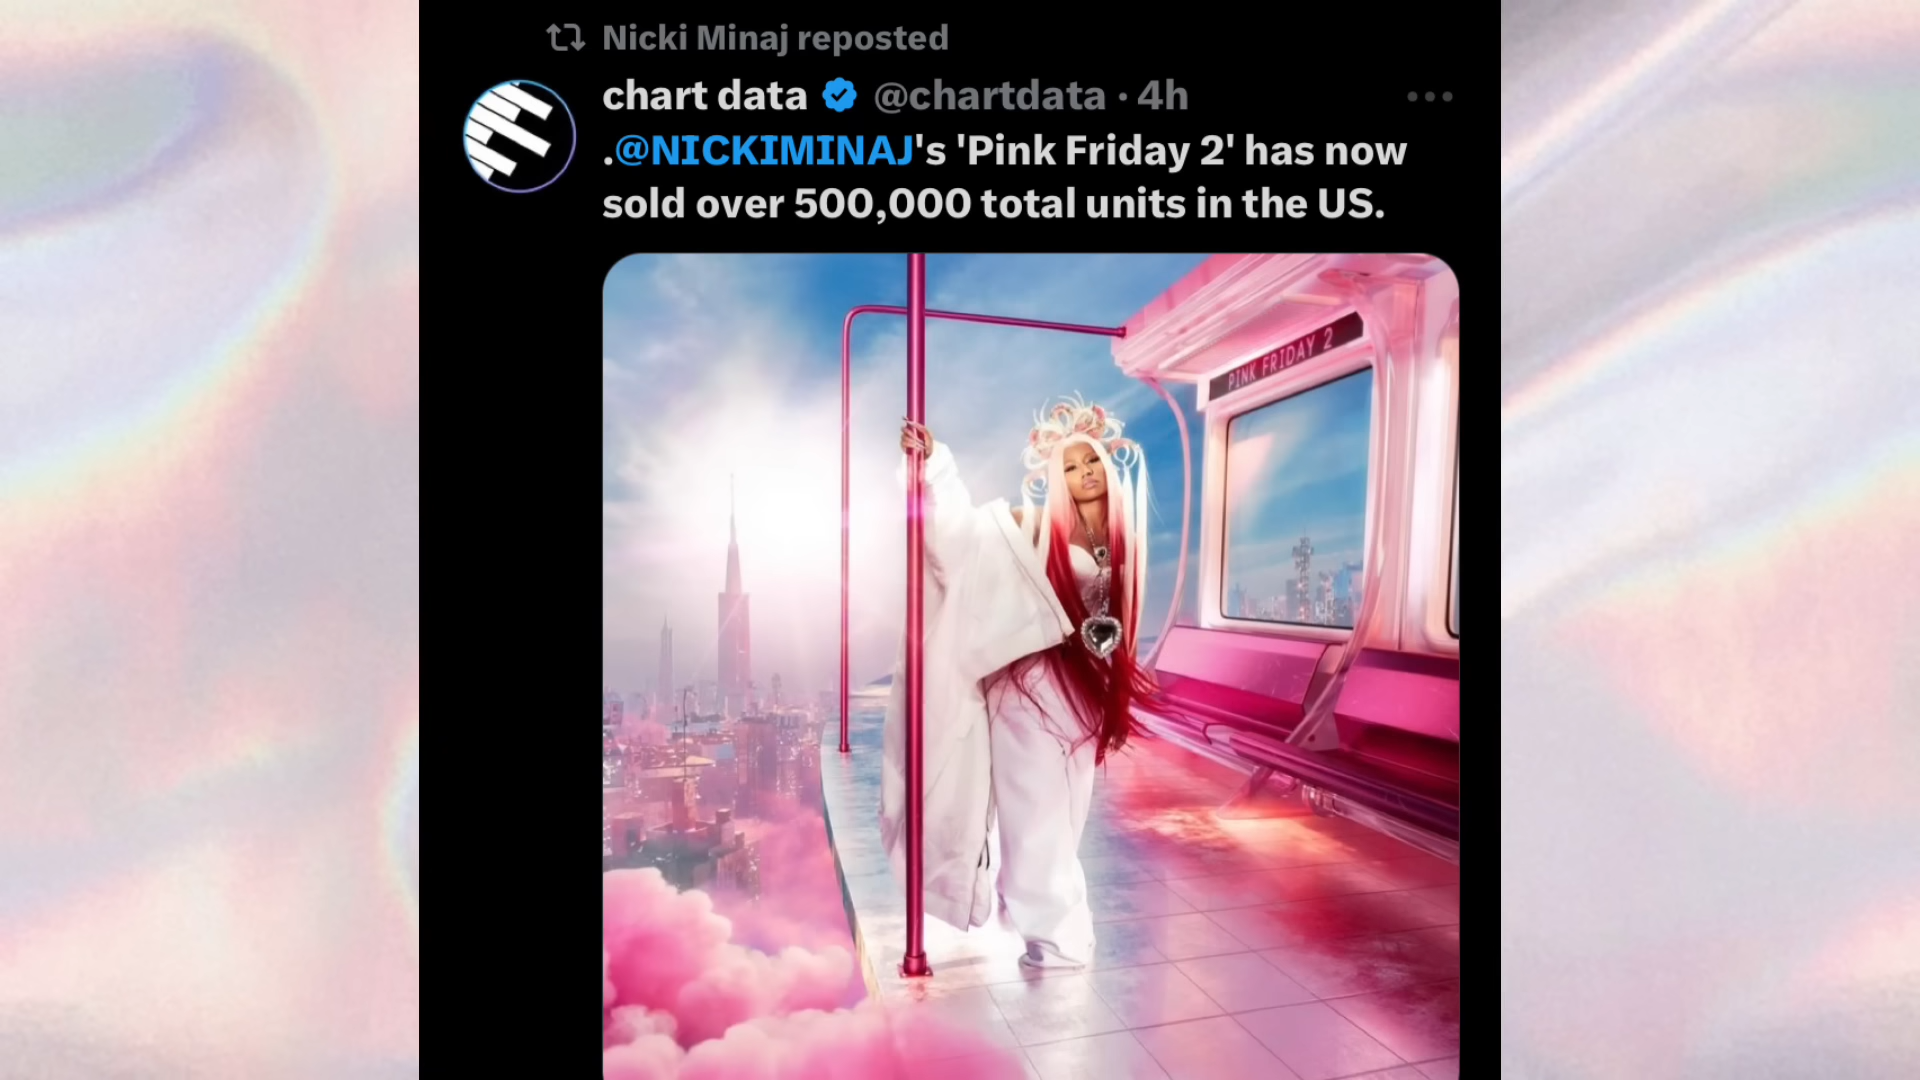 Nicki Minaj reposted
chart data @chartdata · 4h
.@NICKIMINAJ's 'Pink Friday 2' has now
sold over 500,000 total units in the US.
PINK FRIDAY 2